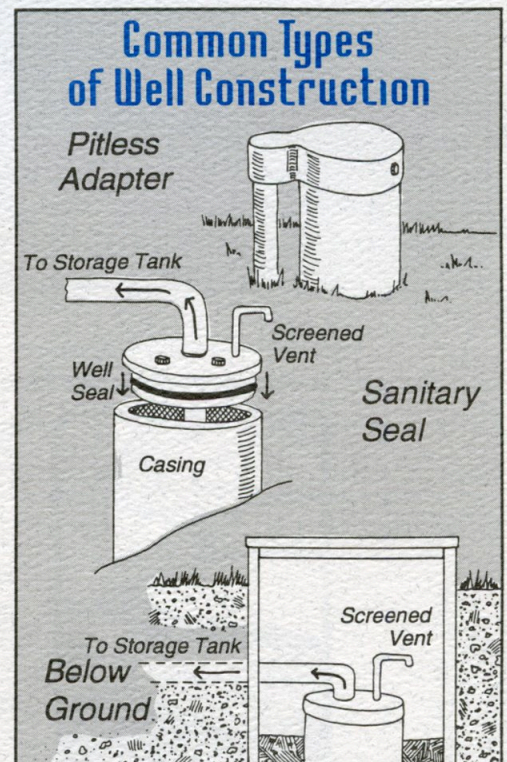 Common Types
of Well Construction
Pitless
Adapter
To Storage Tank
Screened
Vent
Well
Seal
Sanitary
Seal
Casing
Screened
Vent
To Storage Tank
Below
Ground